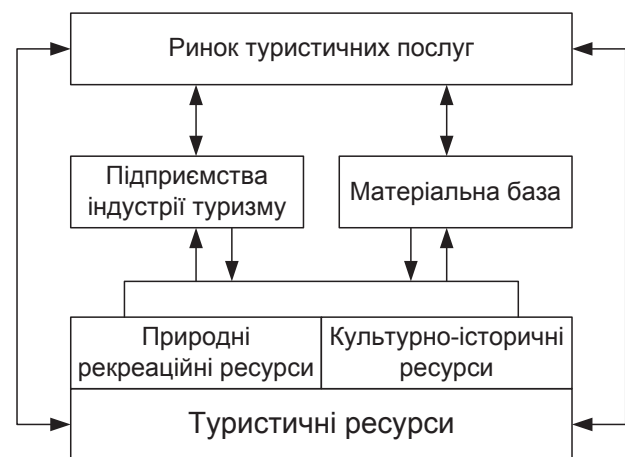 Ринок туристичних послуг
Підприємства
індустрії туризму
Матеріальна база
Природні
рекреаційні ресурси
Культурно-історичні
ресурси
Туристичні ресурси